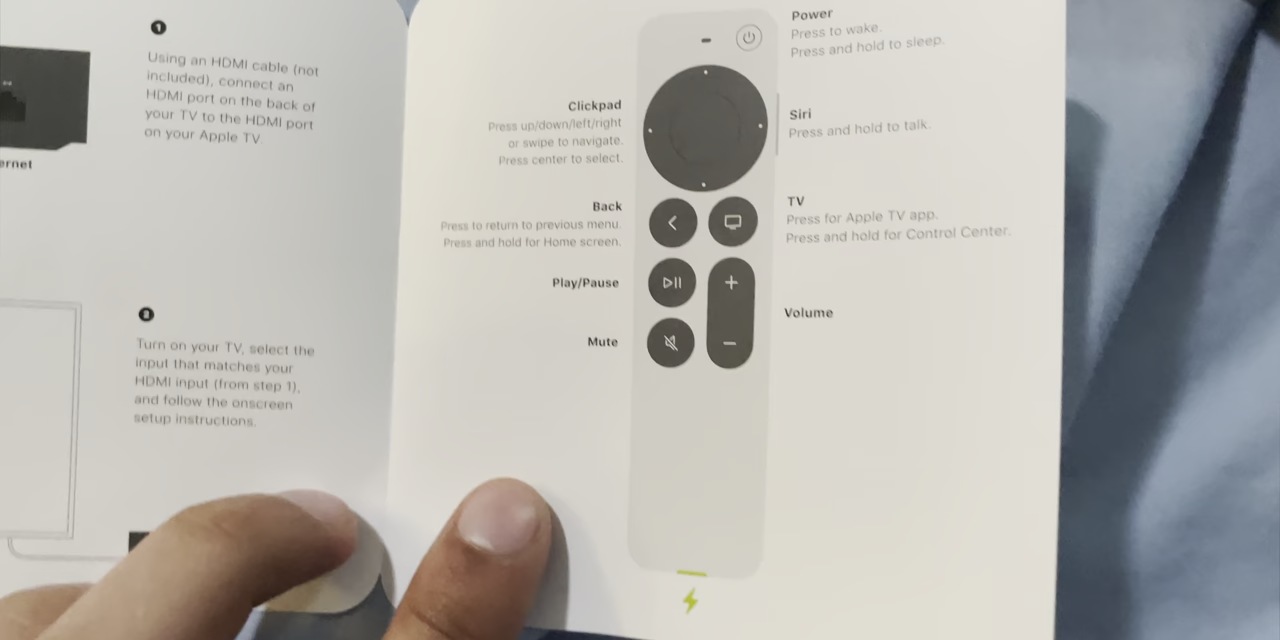 1
Using an HDMI cable (not
included), connect an
HDMI port on the back of
your TV to the HDMI port
on your Apple TV.
ernet
Turn on your TV, select the
input that matches your
HDMI input (from step 1),
and follow the onscreen
setup instructions.
Clickpad
Press up/down/left/right
or swipe to navigate.
Press center to select.
Back
Press to return to previous menu.
Press and hold for Home screen.
Play/Pause
Mute
Power
Press to wake.
Press and hold to sleep.
Siri
Press and hold to talk.
TV
Press for Apple TV app.
Press and hold for Control Center.
Volume